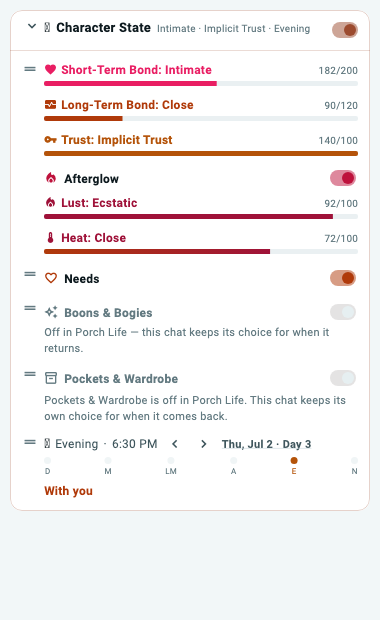 Character State Intimate · Implicit Trust · Evening
Short-Term Bond: Intimate 182/200
Long-Term Bond: Close 90/120
Trust: Implicit Trust 140/100
Afterglow
Lust: Ecstatic 92/100
Heat: Close 72/100
Needs
Boons & Bogies
Off in Porch Life — this chat keeps its choice for when it
returns.
Pockets & Wardrobe
Pockets & Wardrobe is off in Porch Life. This chat keeps its
own choice for when it comes back.
Evening · 6:30 PM Thu, Jul 2 · Day 3
D M LM A E N
With you